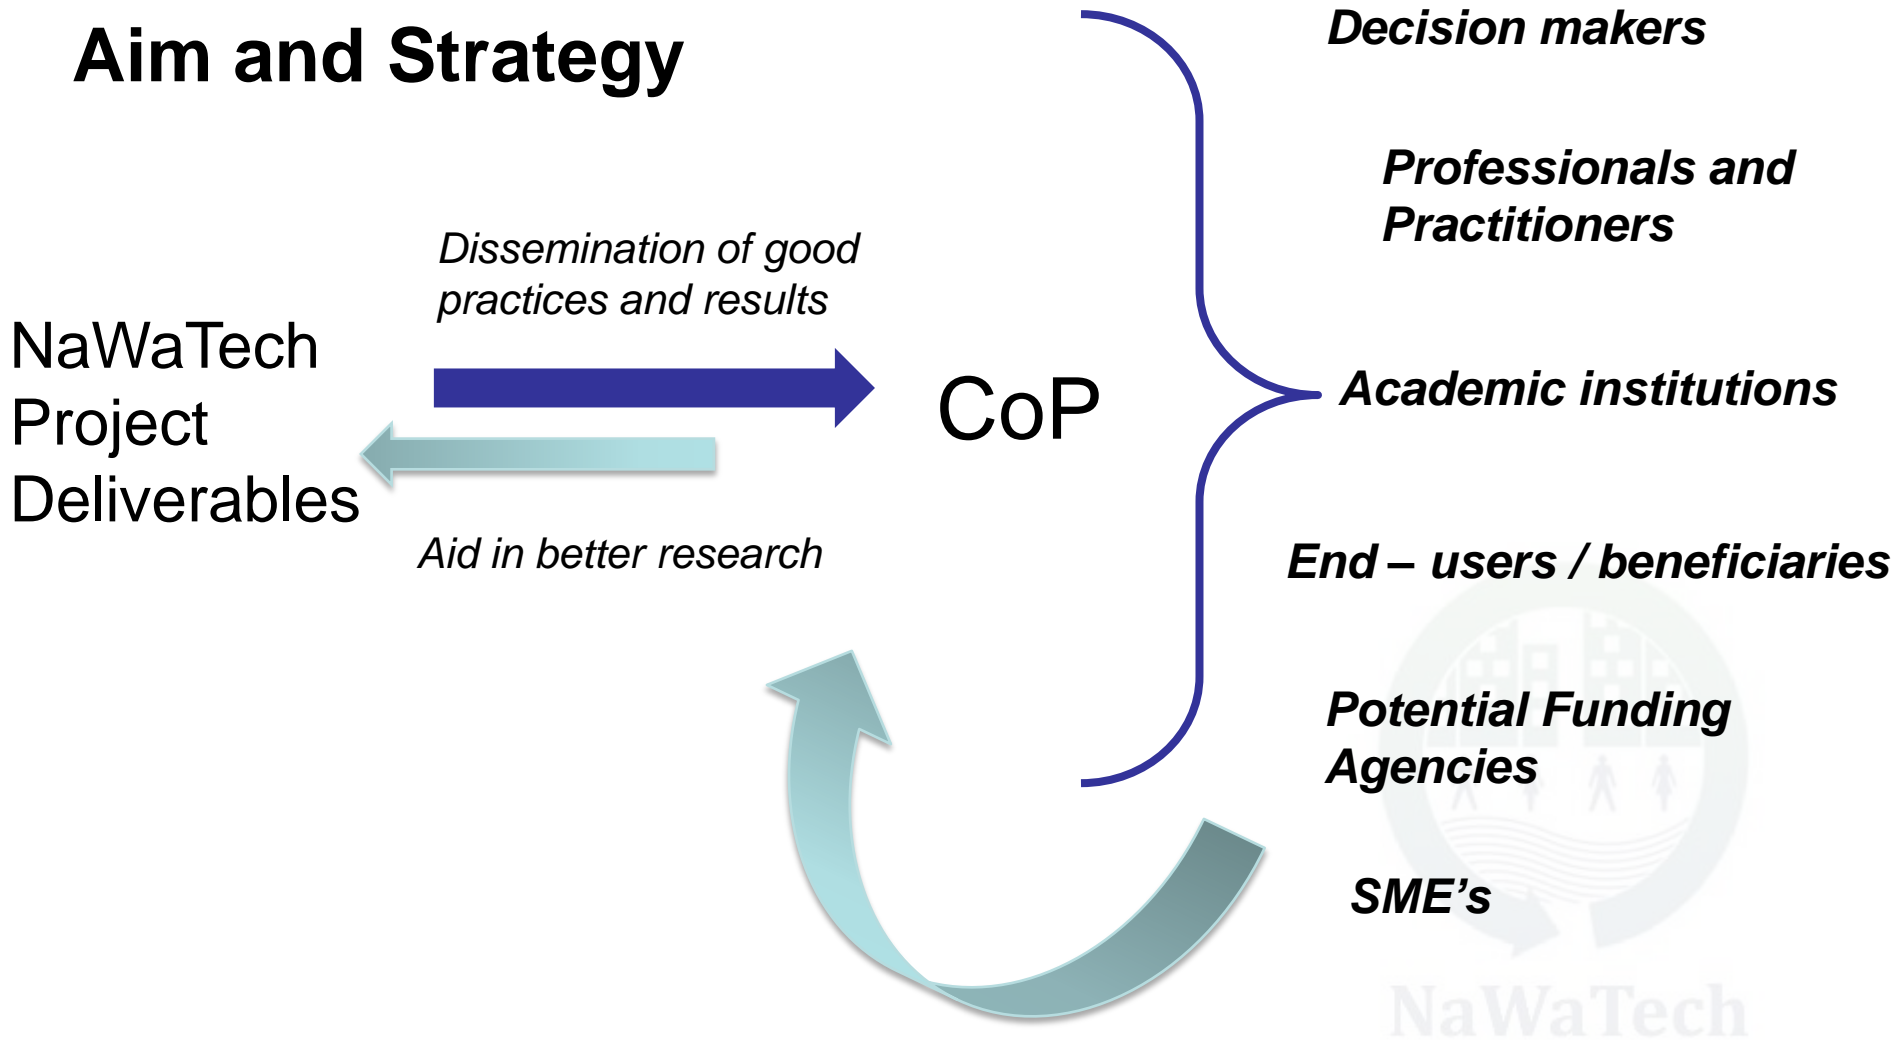 Aim and Strategy
Decision makers
Professionals and
Practitioners
Dissemination of good
practices and results
NaWaTech
Project
Deliverables
CoP
Academic institutions
Aid in better research
End – users / beneficiaries
Potential Funding
Agencies
SME’s
NaWaTech